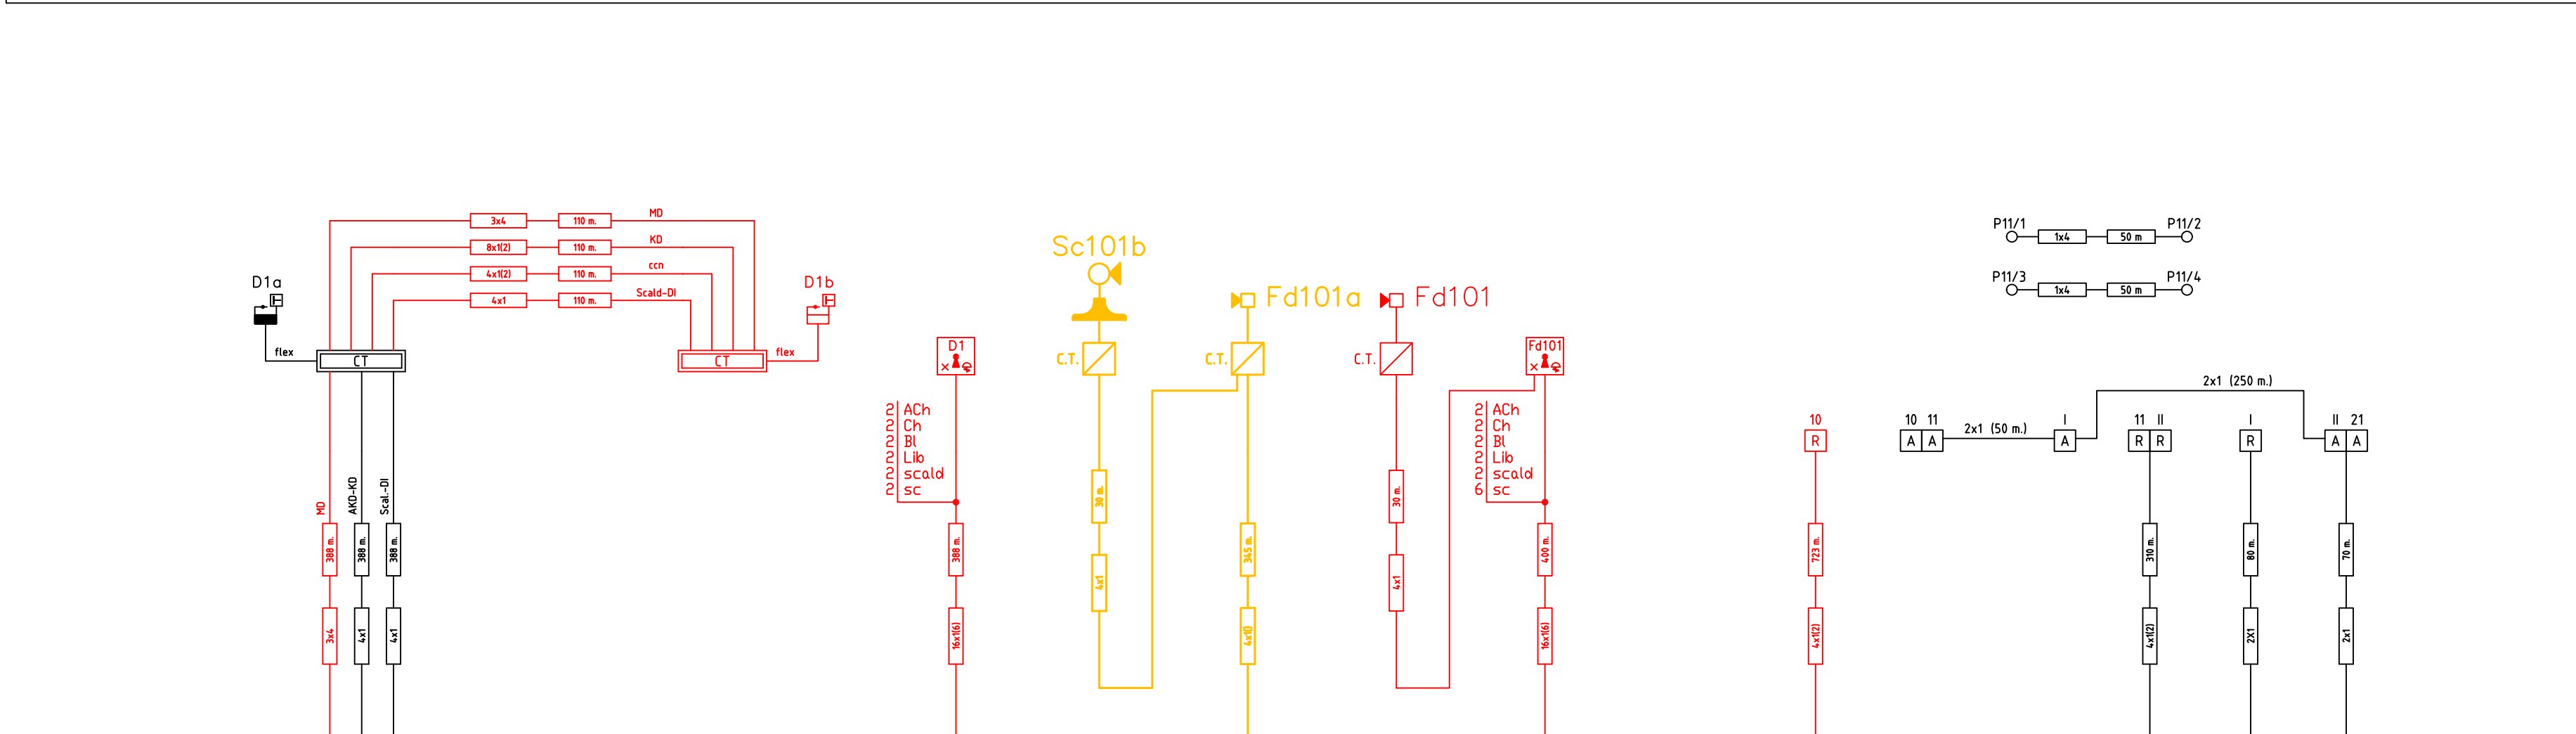 3x4 110 m. MD
8x1(2) 110 m. KD
4x1(2) 110 m. ccn
4x1 110 m. Scald-DI
D1a
D1b
flex
CT
CT
flex
MD
AKD-KD
Scal.-DI
388 m.
388 m.
388 m.
3x4
4x1
4x1
D1
2 ACh
2 Ch
2 Bl
2 Lib
2 scald
2 sc
388 m.
16x1(6)
Sc101b
C.T.
30 m.
4x1
Fd101a
C.T.
345 m.
4x10
Fd101
C.T.
30 m.
4x1
Fd101
2 ACh
2 Ch
2 Bl
2 Lib
2 scald
6 sc
400 m.
16x1(6)
10
R
723 m.
4x1(2)
P11/1 1x4 50 m P11/2
P11/3 1x4 50 m P11/4
2x1 (250 m.)
10 11 I 11 II I II 21
2x1 (50 m.)
A A A R R R A A
310 m.
80 m.
70 m.
4x1(2)
2X1
2x1